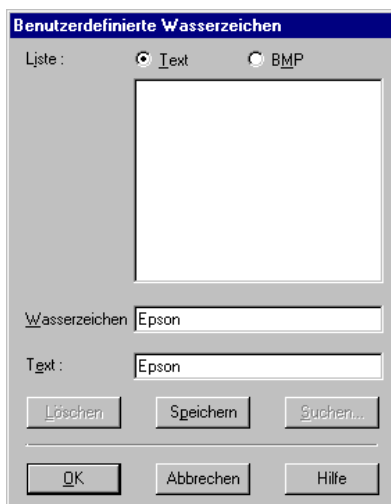 Benutzerdefinierte Wasserzeichen
Liste : Text BMP
Wasserzeichen Epson
Text : Epson
Löschen Speichern Suchen...
OK Abbrechen Hilfe